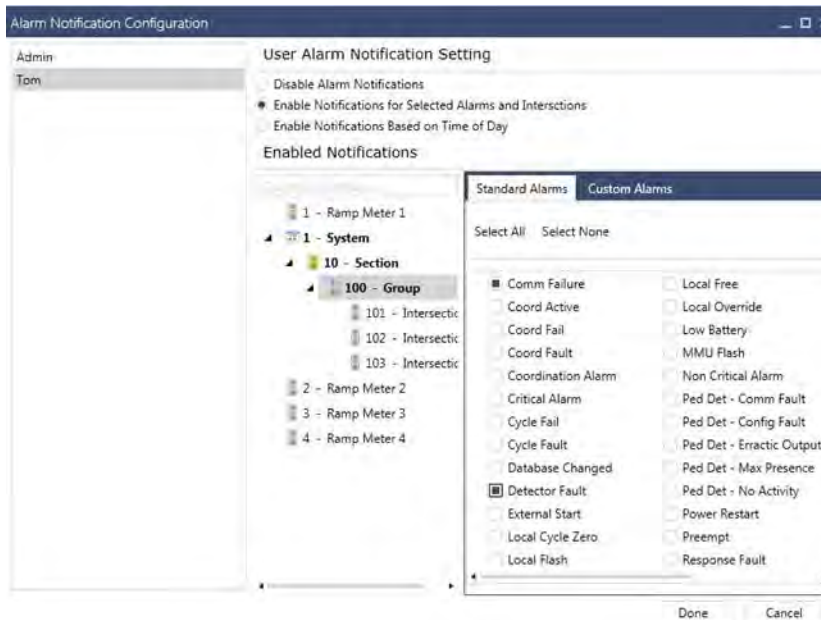 Alarm Notification Configuration
Admin
Tom
User Alarm Notification Setting
Disable Alarm Notifications
Enable Notifications for Selected Alarms and Intersctions
Enable Notifications Based on Time of Day
Enabled Notifications
1 - Ramp Meter 1
1 - System
10 - Section
100 - Group
101 - Intersectic
102 - Intersectic
103 - Intersectic
2 - Ramp Meter 2
3 - Ramp Meter 3
4 - Ramp Meter 4
Standard Alarms Custom Alarms
Select All Select None
Comm Failure
Coord Active
Coord Fail
Coord Fault
Coordination Alarm
Critical Alarm
Cycle Fail
Cycle Fault
Database Changed
Detector Fault
External Start
Local Cycle Zero
Local Flash
Local Free
Local Override
Low Battery
MMU Flash
Non Critical Alarm
Ped Det - Comm Fault
Ped Det - Config Fault
Ped Det - Erractic Output
Ped Det - Max Presence
Ped Det - No Activity
Power Restart
Preempt
Response Fault
Done Cancel